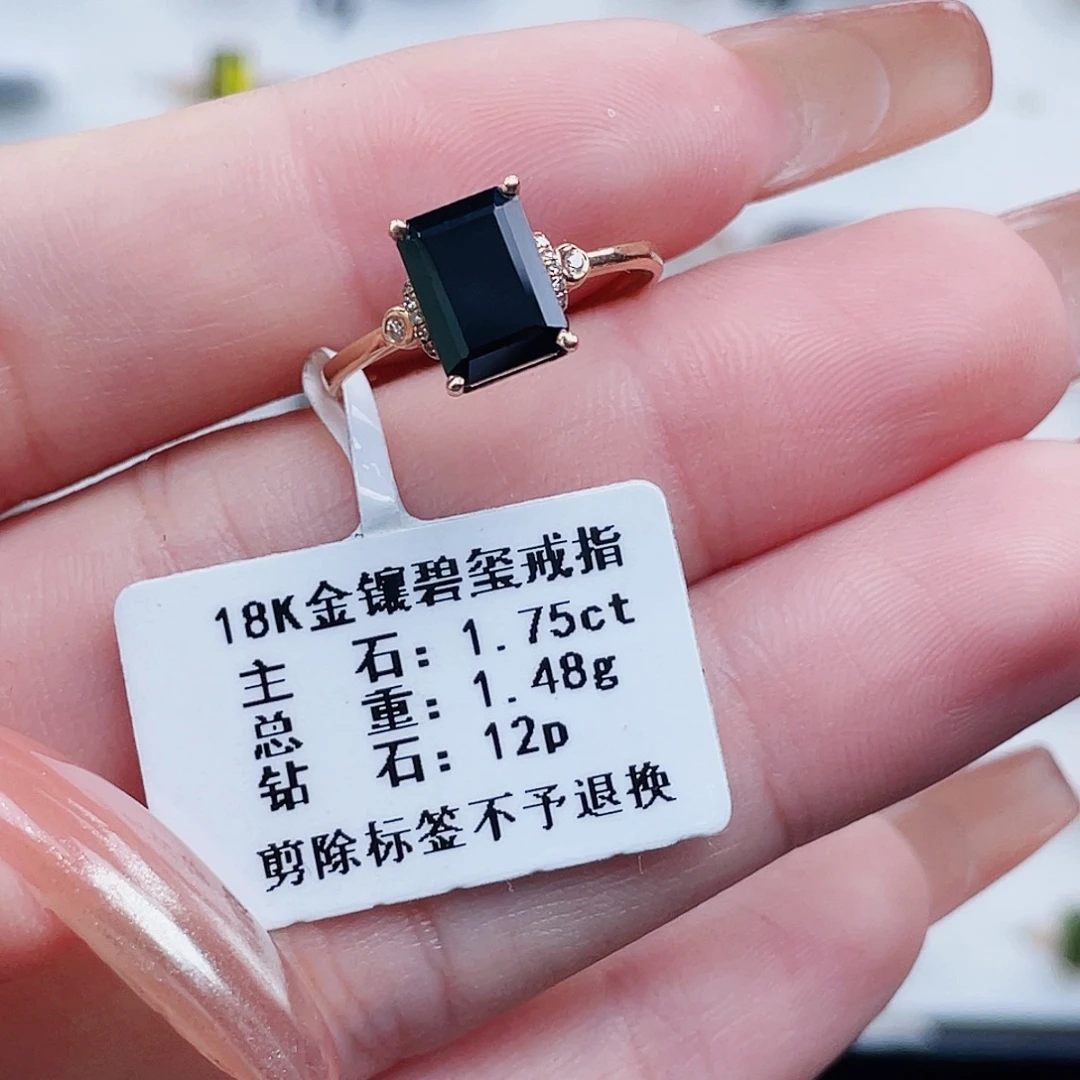 18K金镶碧玺戒指
主 石: 1.75ct
总 重: 1.48g
钻 石: 12p
剪除标签不予退换